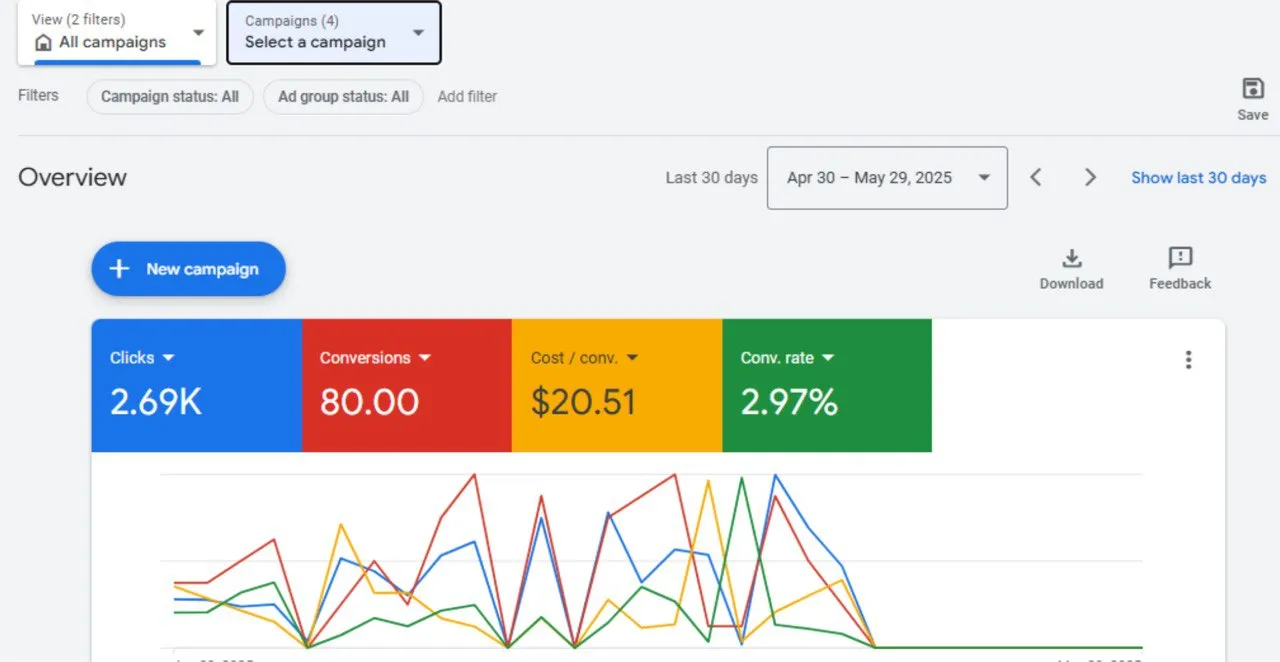 View (2 filters)
All campaigns
Campaigns (4)
Select a campaign
Filters
Campaign status: All
Ad group status: All
Add filter
Save
Overview
Last 30 days
Apr 30 – May 29, 2025
Show last 30 days
New campaign
Download
Feedback
Clicks
2.69K
Conversions
80.00
Cost / conv.
$20.51
Conv. rate
2.97%